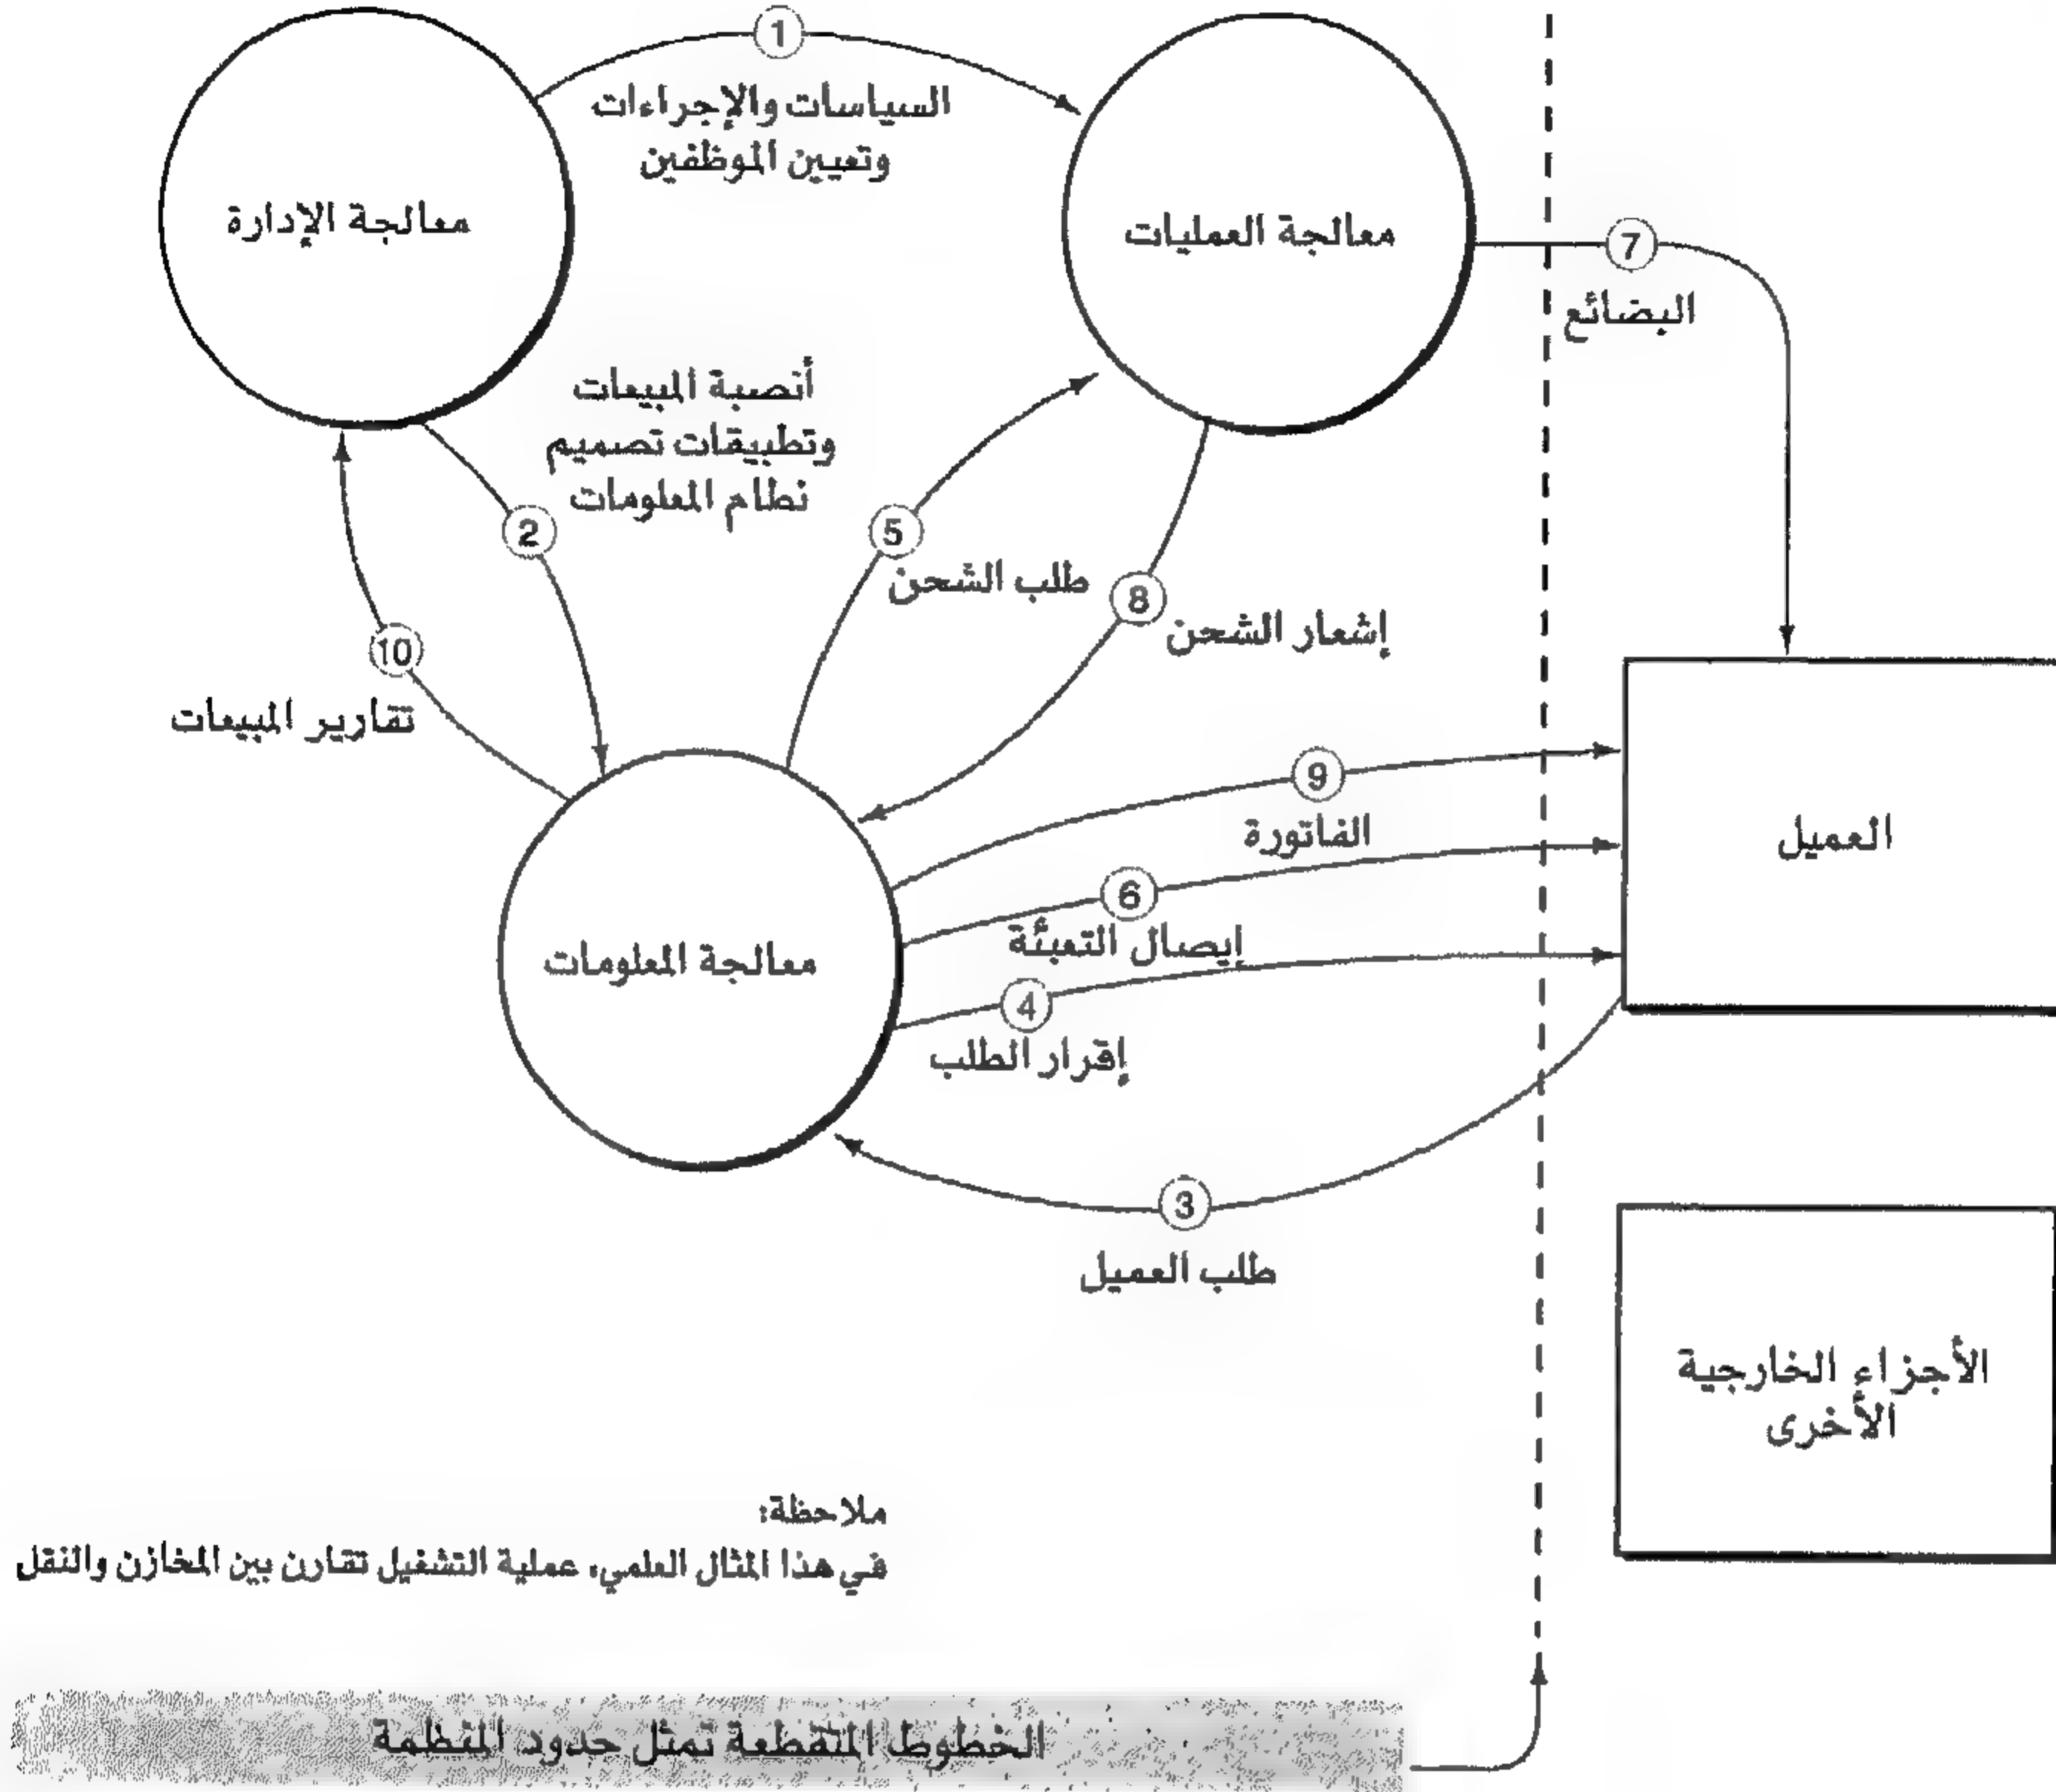 1
السياسات والإجراءات
وتعيين الموظفين
معالجة الإدارة
معالجة العمليات
7
البضائع
أنصبة المبيعات
وتطبيقات تصميم
نظام المعلومات
2
5
طلب الشحن
8
إشعار الشحن
10
تقارير المبيعات
9
الفاتورة
العميل
6
إيصال التعبئة
معالجة المعلومات
4
إقرار الطلب
3
طلب العميل
الأجزاء الخارجية
الأخرى
ملاحظة:
في هذا المثال العلمي، عملية التشغيل تقارن بين المخازن والنقل
الخطوط المتقطعة تمثل حدود المنظمة